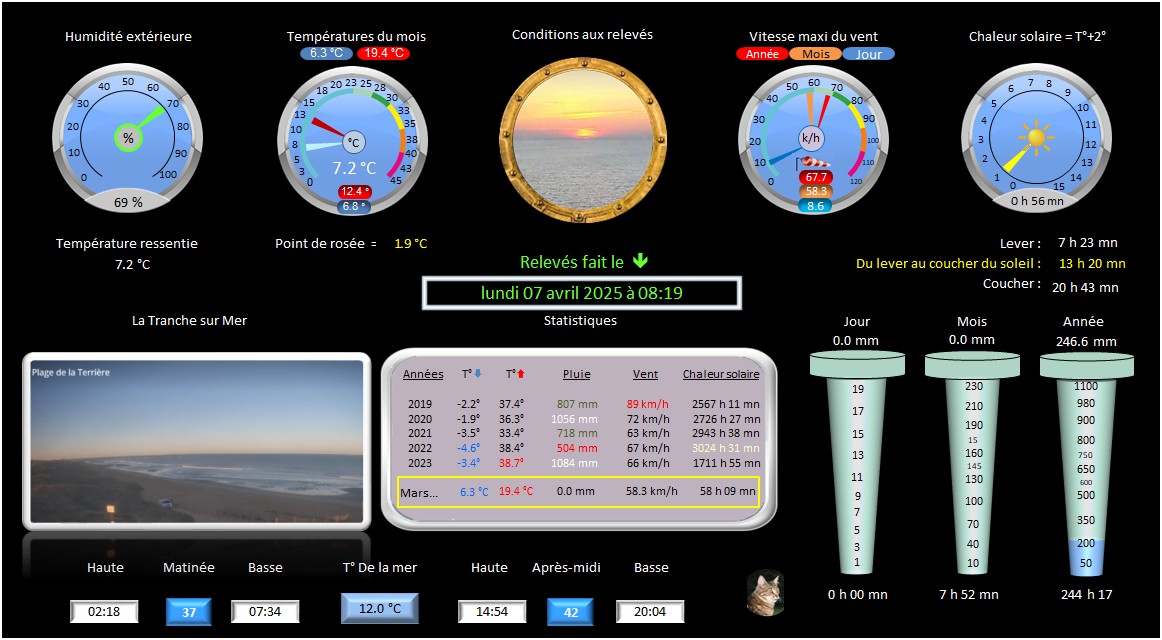 Humidité extérieure
Températures du mois
Conditions aux relevés
Vitesse maxi du vent
Chaleur solaire = T°+2°
6.3 °C 19.4 °C
Année Mois Jour
0 10 20 30 40 50 60 70 80 90 100
%
69 %
0 3 5 8 10 13 15 18 20 23 25 28 30 33 35 38 40 43 45
°C
7.2 °C
12.4 °
6.8 °
0 10 20 30 40 50 60 70 80 90 100 110 120
k/h
67.7
58.3
8.6
0 1 2 3 4 5 6 7 8 9 10 11 12 13 14 15
0 h 56 mn
Température ressentie
7.2 °C
Point de rosée = 1.9 °C
Relevés fait le
lundi 07 avril 2025 à 08:19
Lever : 7 h 23 mn
Du lever au coucher du soleil : 13 h 20 mn
Coucher : 20 h 43 mn
La Tranche sur Mer
Plage de la Terrière
Statistiques
Années T° T° Pluie Vent Chaleur solaire
2019 -2.2° 37.4° 807 mm 89 km/h 2567 h 11 mn
2020 -1.9° 36.3° 1056 mm 72 km/h 2726 h 27 mn
2021 -3.5° 33.4° 718 mm 63 km/h 2943 h 38 mn
2022 -4.6° 38.4° 504 mm 67 km/h 3024 h 31 mn
2023 -3.4° 38.7° 1084 mm 66 km/h 1711 h 55 mn
Mars... 6.3 °C 19.4 °C 0.0 mm 58.3 km/h 58 h 09 mn
Jour
0.0 mm
19
17
15
13
11
9
7
5
3
1
0 h 00 mn
Mois
0.0 mm
230
210
190
15
160
145
130
100
70
40
10
7 h 52 mn
Année
246.6 mm
1100
980
900
800
750
650
600
500
350
200
50
244 h 17
Haute Matinée Basse
02:18 37 07:34
T° De la mer
12.0 °C
Haute Après-midi Basse
14:54 42 20:04